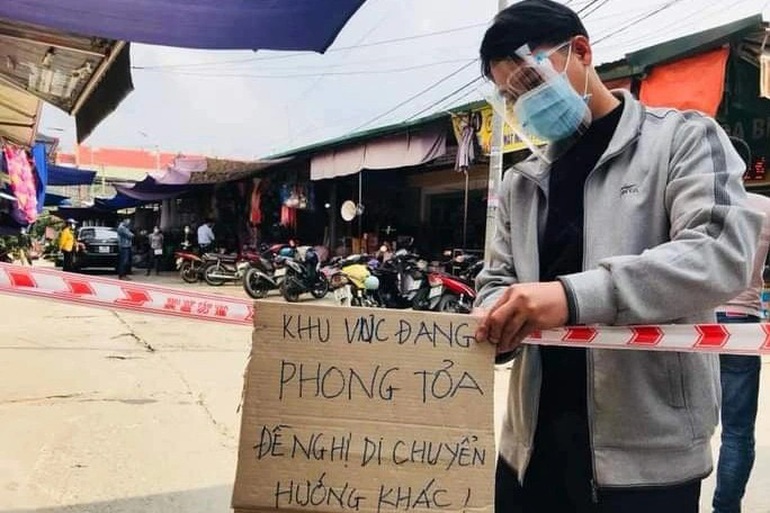 KHU VỰC ĐANG
PHONG TỎA
ĐỀ NGHỊ DI CHUYỂN
HƯỚNG KHÁC!